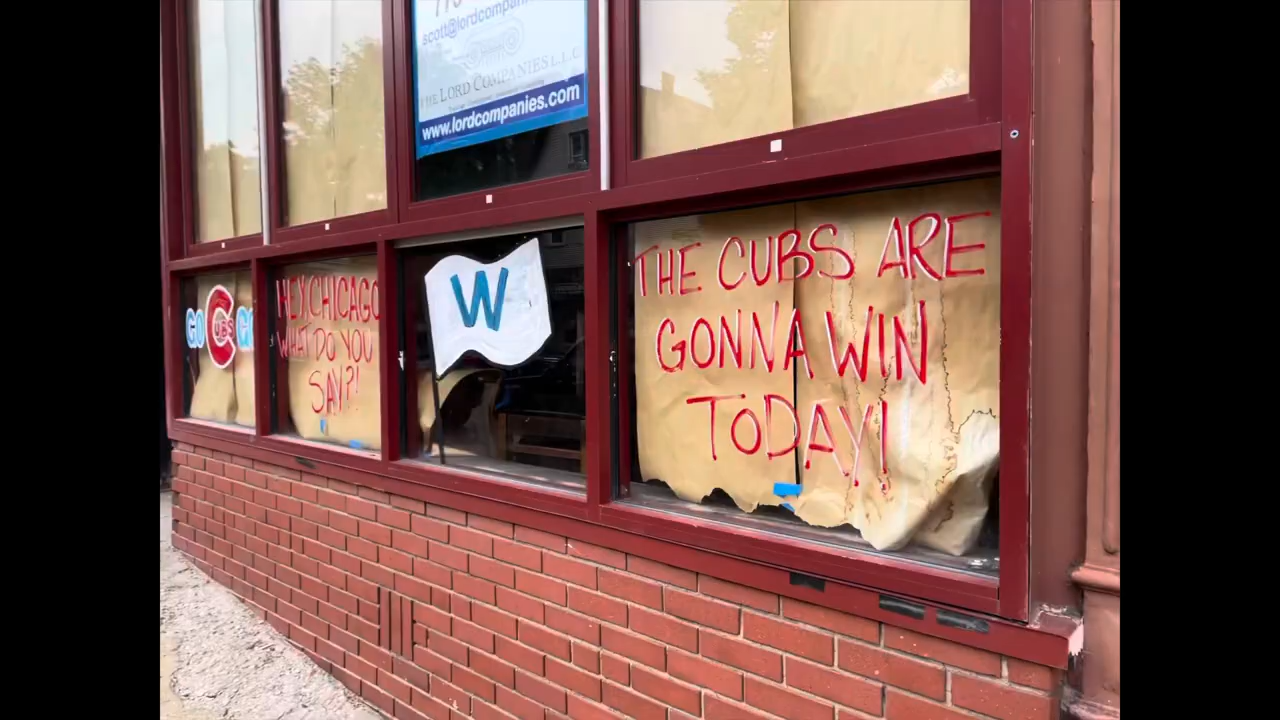 scott@lordcompanies
THE LORD COMPANIES L.L.C.
www.lordcompanies.com
GO CUBS GO
HEY, CHICAGO
WHAT DO YOU
SAY?!
W
THE CUBS ARE
GONNA WIN
TODAY!